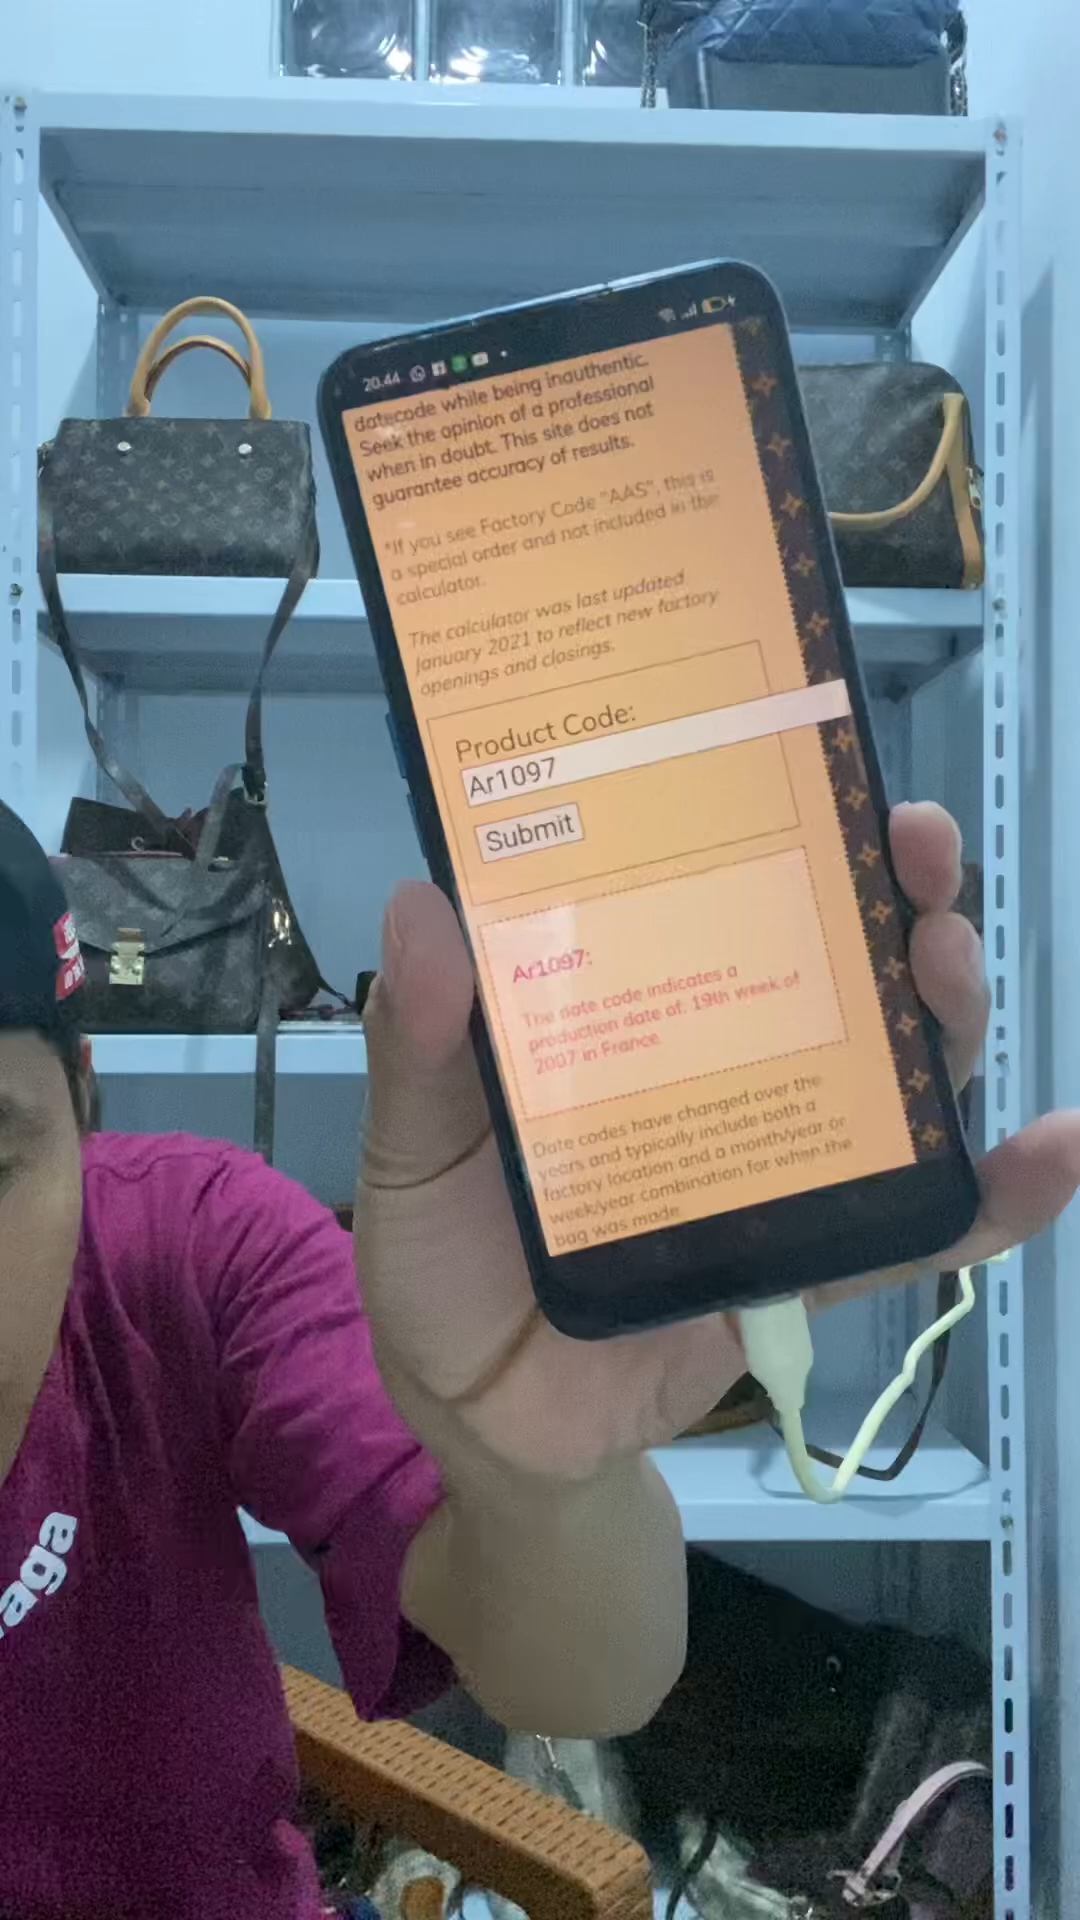 20.44
datecode while being inauthentic.
Seek the opinion of a professional
when in doubt. This site does not
guarantee accuracy of results.
*If you see Factory Code "AAS", this is
a special order and not included in the
calculator.
The calculator was last updated
January 2021 to reflect new factory
openings and closings.
Product Code:
Ar1097
Submit
Ar1097:
The date code indicates a
production date of: 19th week of
2007 in France
Date codes have changed over the
years and typically include both a
factory location and a month/year or
week/year combination for when the
bag was made
aga